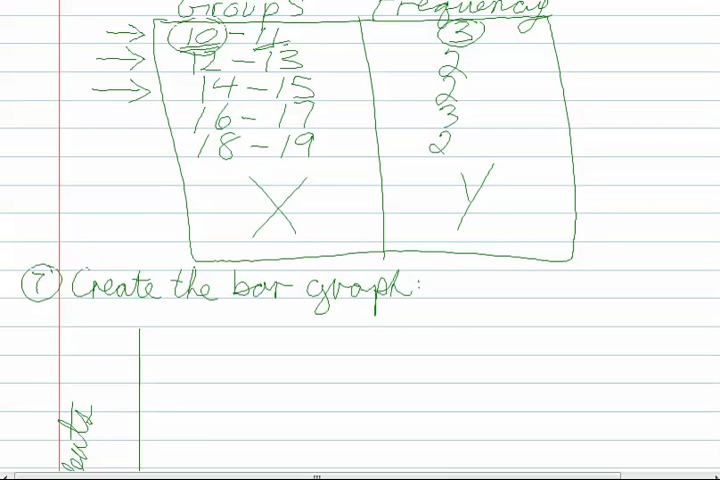 Groups Frequency
10 - 11 3
12 - 13 2
14 - 15 2
16 - 17 3
18 - 19 2
X Y
7 Create the bar graph: